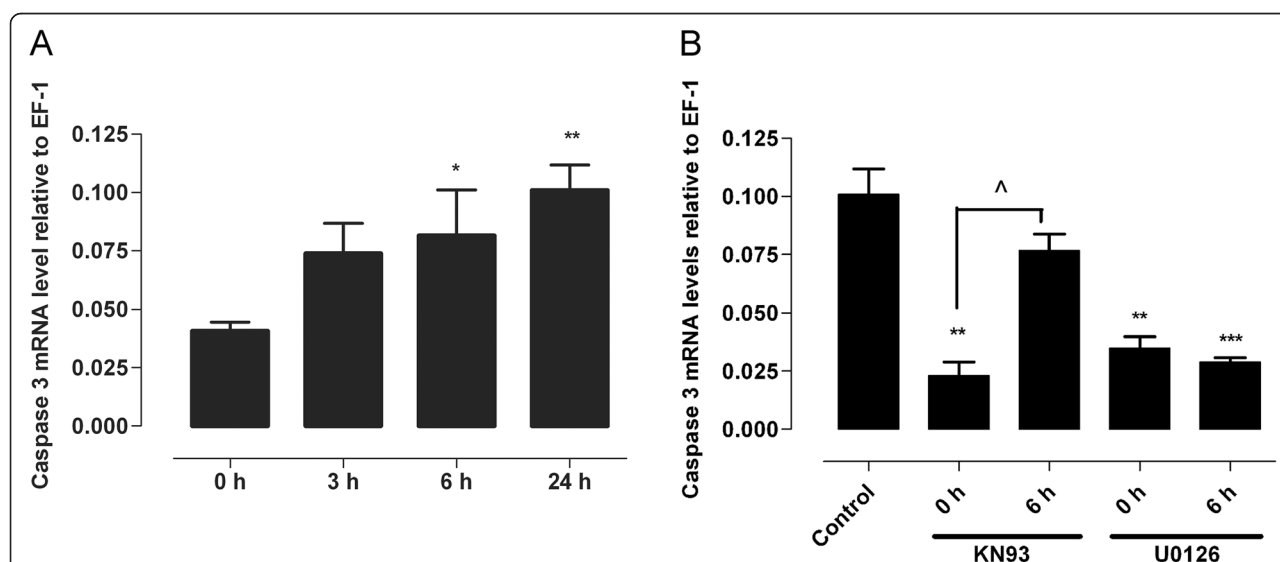 A
Caspase 3 mRNA level relative to EF-1
0.125
0.100
0.075
0.050
0.025
0.000
*
**
0 h 3 h 6 h 24 h
B
Caspase 3 mRNA levels relative to EF-1
0.125
0.100
0.075
0.050
0.025
0.000
^
**
**
***
Control 0 h 6 h 0 h 6 h
KN93 U0126